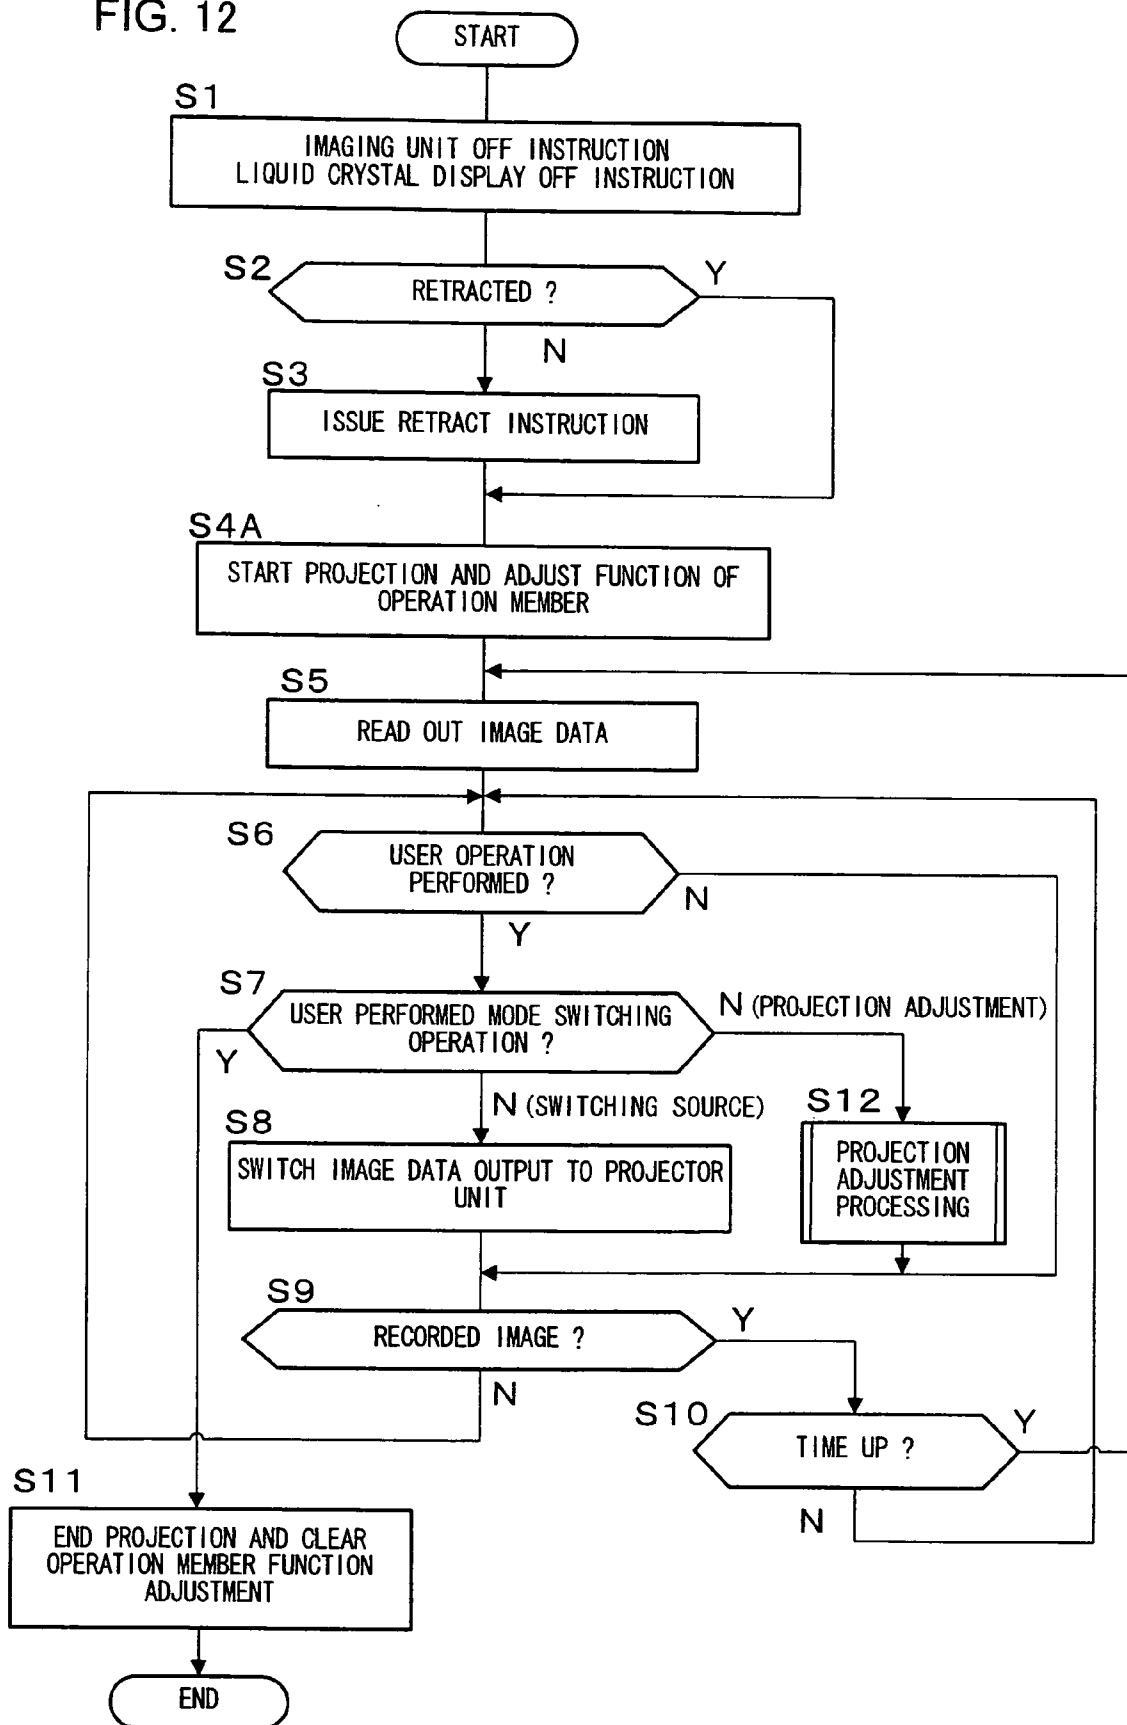 FIG. 12
START
S1
IMAGING UNIT OFF INSTRUCTION
LIQUID CRYSTAL DISPLAY OFF INSTRUCTION
S2
RETRACTED ?
Y
N
S3
ISSUE RETRACT INSTRUCTION
S4A
START PROJECTION AND ADJUST FUNCTION OF
OPERATION MEMBER
S5
READ OUT IMAGE DATA
S6
USER OPERATION
PERFORMED ?
N
Y
S7
USER PERFORMED MODE SWITCHING
OPERATION ?
N (PROJECTION ADJUSTMENT)
Y
N (SWITCHING SOURCE)
S12
PROJECTION
ADJUSTMENT
PROCESSING
S8
SWITCH IMAGE DATA OUTPUT TO PROJECTOR
UNIT
S9
RECORDED IMAGE ?
Y
N
S10
TIME UP ?
Y
N
S11
END PROJECTION AND CLEAR
OPERATION MEMBER FUNCTION
ADJUSTMENT
END